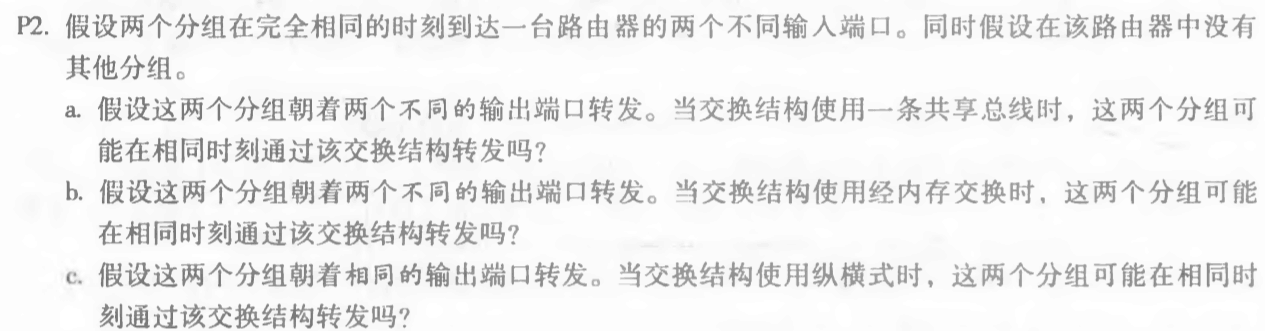 P2. 假设两个分组在完全相同的时刻到达一台路由器的两个不同输入端口。同时假设在该路由器中没有
其他分组。
a. 假设这两个分组朝着两个不同的输出端口转发。当交换结构使用一条共享总线时，这两个分组可
能在相同时刻通过该交换结构转发吗?
b. 假设这两个分组朝着两个不同的输出端口转发。当交换结构使用经内存交换时，这两个分组可能
在相同时刻通过该交换结构转发吗?
c. 假设这两个分组朝着相同的输出端口转发。当交换结构使用纵横式时，这两个分组可能在相同时
刻通过该交换结构转发吗?